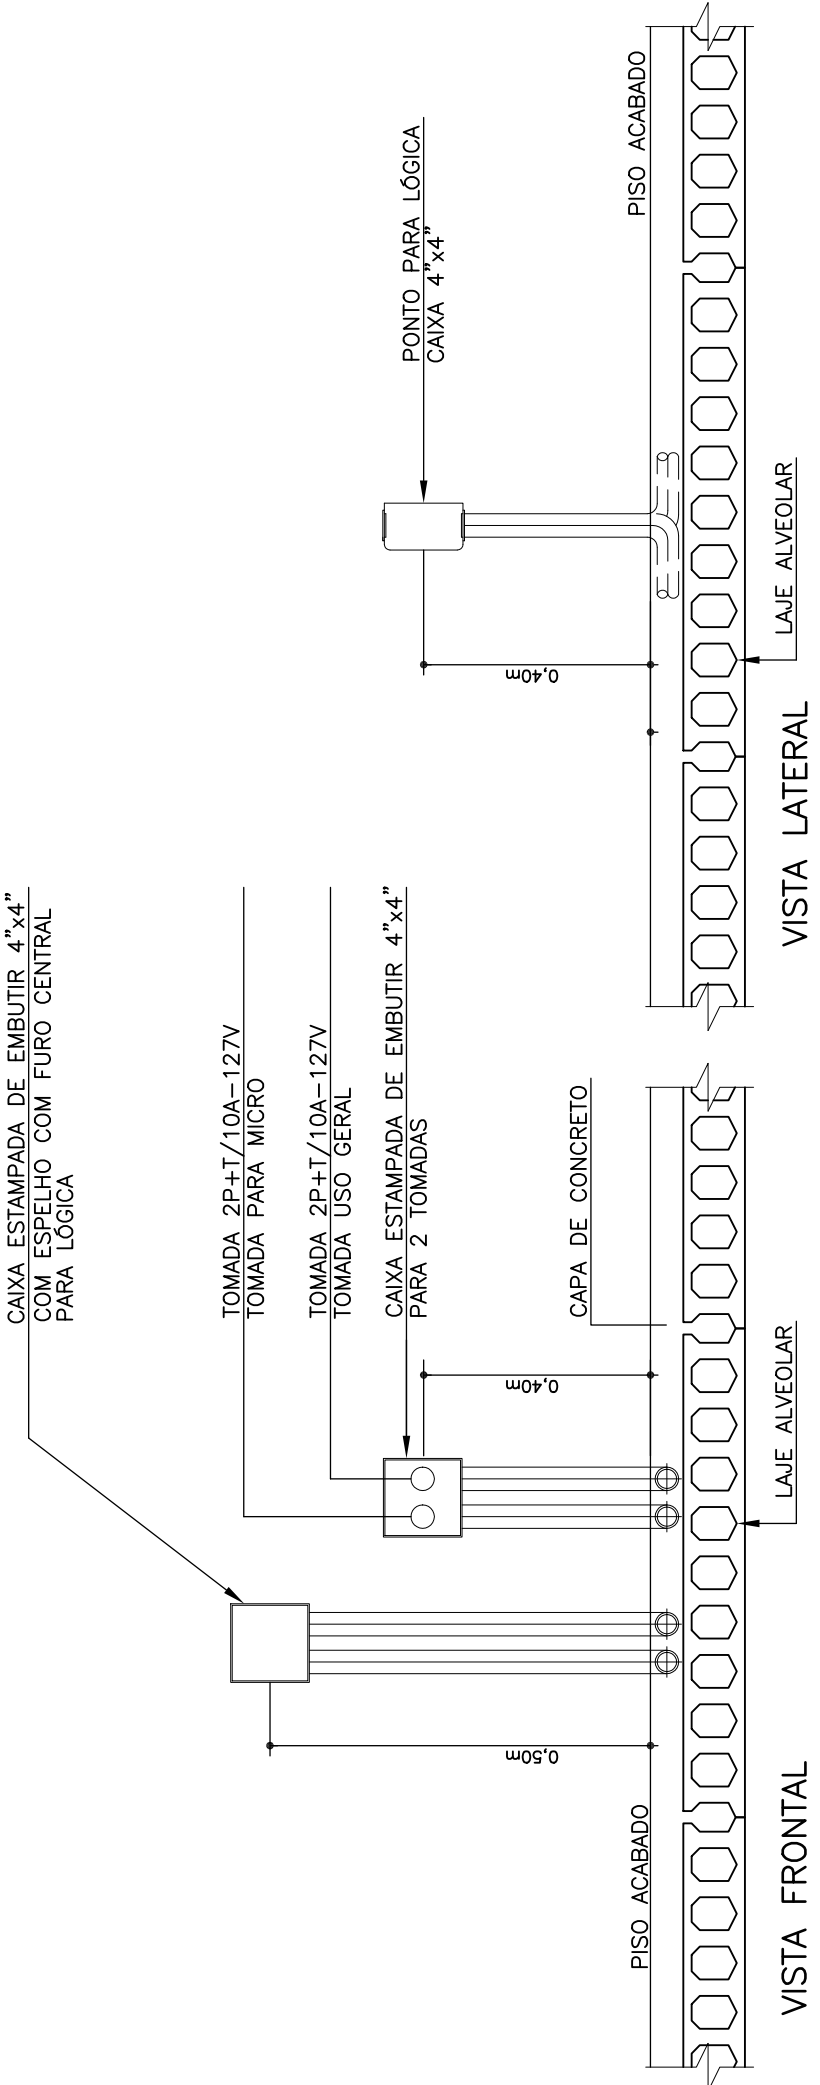 CAIXA ESTAMPADA DE EMBUTIR 4"x4"
COM ESPELHO COM FURO CENTRAL
PARA LÓGICA
TOMADA 2P+T/10A-127V
TOMADA PARA MICRO
TOMADA 2P+T/10A-127V
TOMADA USO GERAL
CAIXA ESTAMPADA DE EMBUTIR 4"x4"
PARA 2 TOMADAS
CAPA DE CONCRETO
0,40m
0,50m
PISO ACABADO
LAJE ALVEOLAR
VISTA FRONTAL
PONTO PARA LÓGICA
CAIXA 4"x4"
PISO ACABADO
0,40m
LAJE ALVEOLAR
VISTA LATERAL